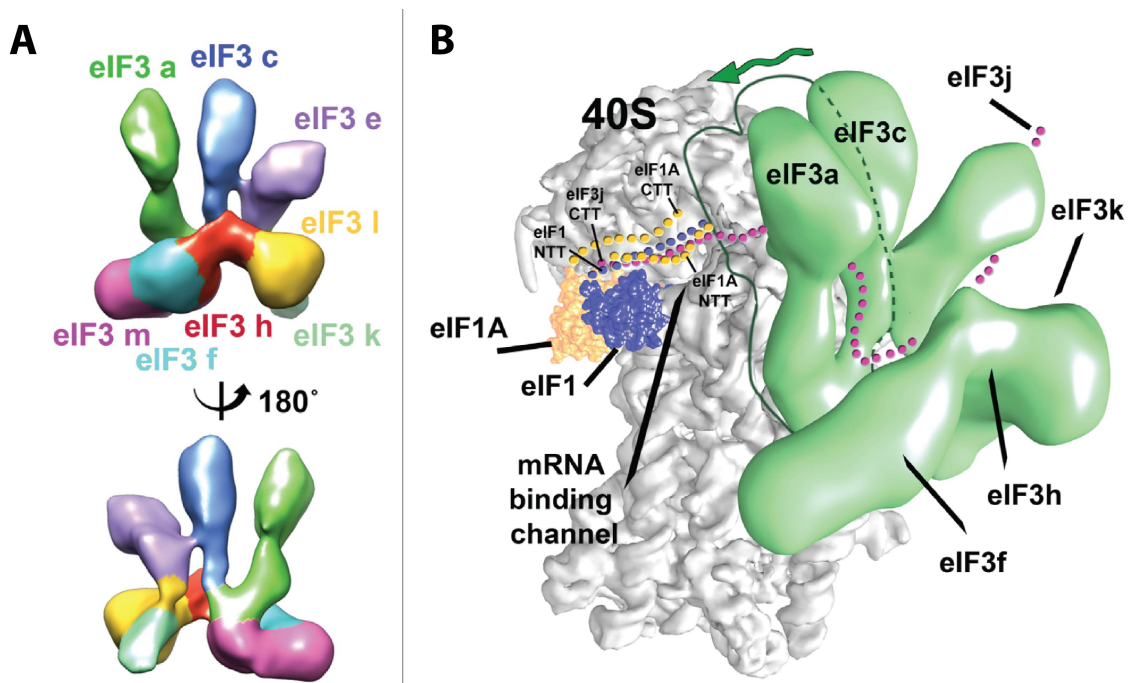 A
eIF3 a
eIF3 c
eIF3 e
eIF3 l
eIF3 m
eIF3 h
eIF3 k
eIF3 f
180°
B
40S
eIF3c
eIF3a
eIF3j
eIF3k
eIF1A
CTT
eIF3j
CTT
eIF1
NTT
eIF1A
NTT
eIF1A
eIF1
mRNA
binding
channel
eIF3h
eIF3f